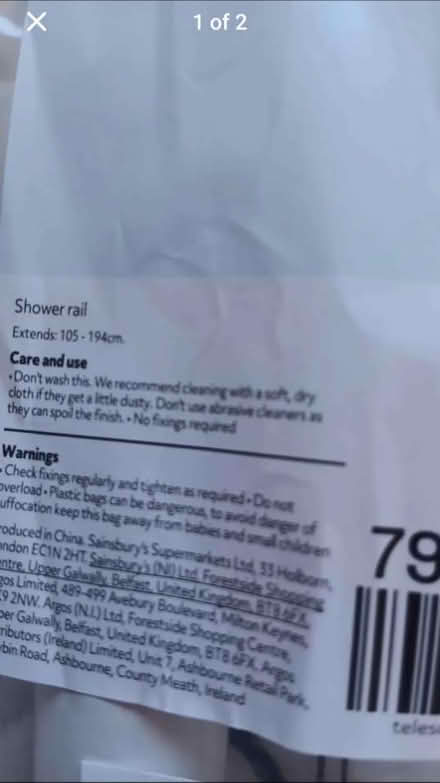 1 of 2
Shower rail
Extends: 105 - 194cm.
Care and use
• Don't wash this. We recommend cleaning with a soft, dry
cloth if they get a little dusty. Don't use abrasive cleaners as
they can spoil the finish. • No fixings required
Warnings
• Check fixings regularly and tighten as required • Do not
overload • Plastic bags can be dangerous, to avoid danger of
uffocation keep this bag away from babies and small children
roduced in China. Sainsbury's Supermarkets Ltd, 33 Holborn,
ndon EC1N 2HT. Sainsbury's (NI) Ltd, Forestside Shopping
ntre, Upper Galwally, Belfast, United Kingdom, BT8 6FX.
gos Limited, 489-499 Avebury Boulevard, Milton Keynes,
9 2NW. Argos (N.I.) Ltd, Forestside Shopping Centre,
per Galwally, Belfast, United Kingdom, BT8 6FX. Argos
ributors (Ireland) Limited, Unit 7, Ashbourne Retail Park,
bin Road, Ashbourne, County Meath, Ireland
79
teles